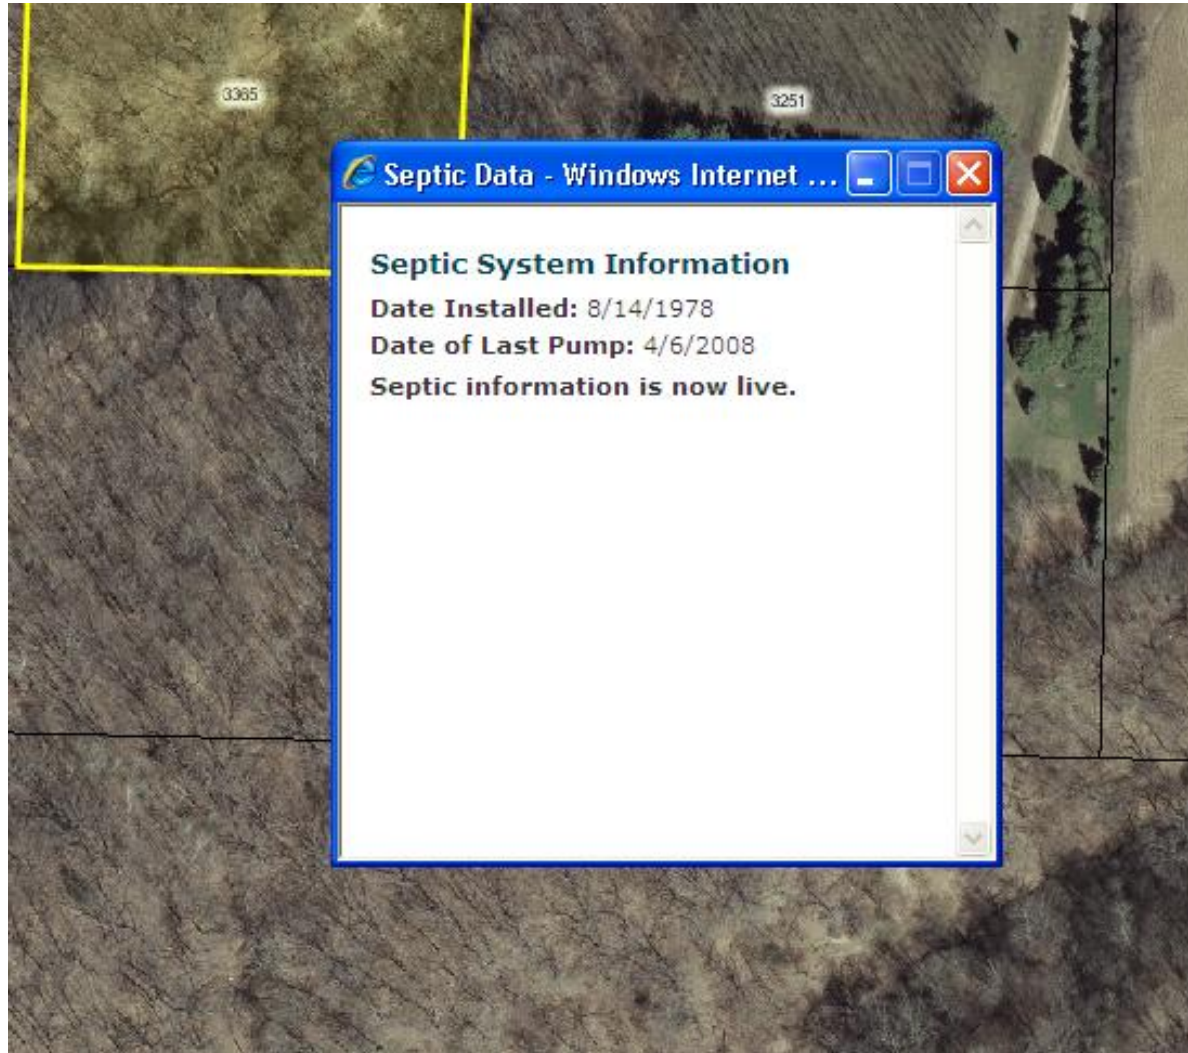 3365
3251
Septic Data - Windows Internet ...
Septic System Information
Date Installed: 8/14/1978
Date of Last Pump: 4/6/2008
Septic information is now live.